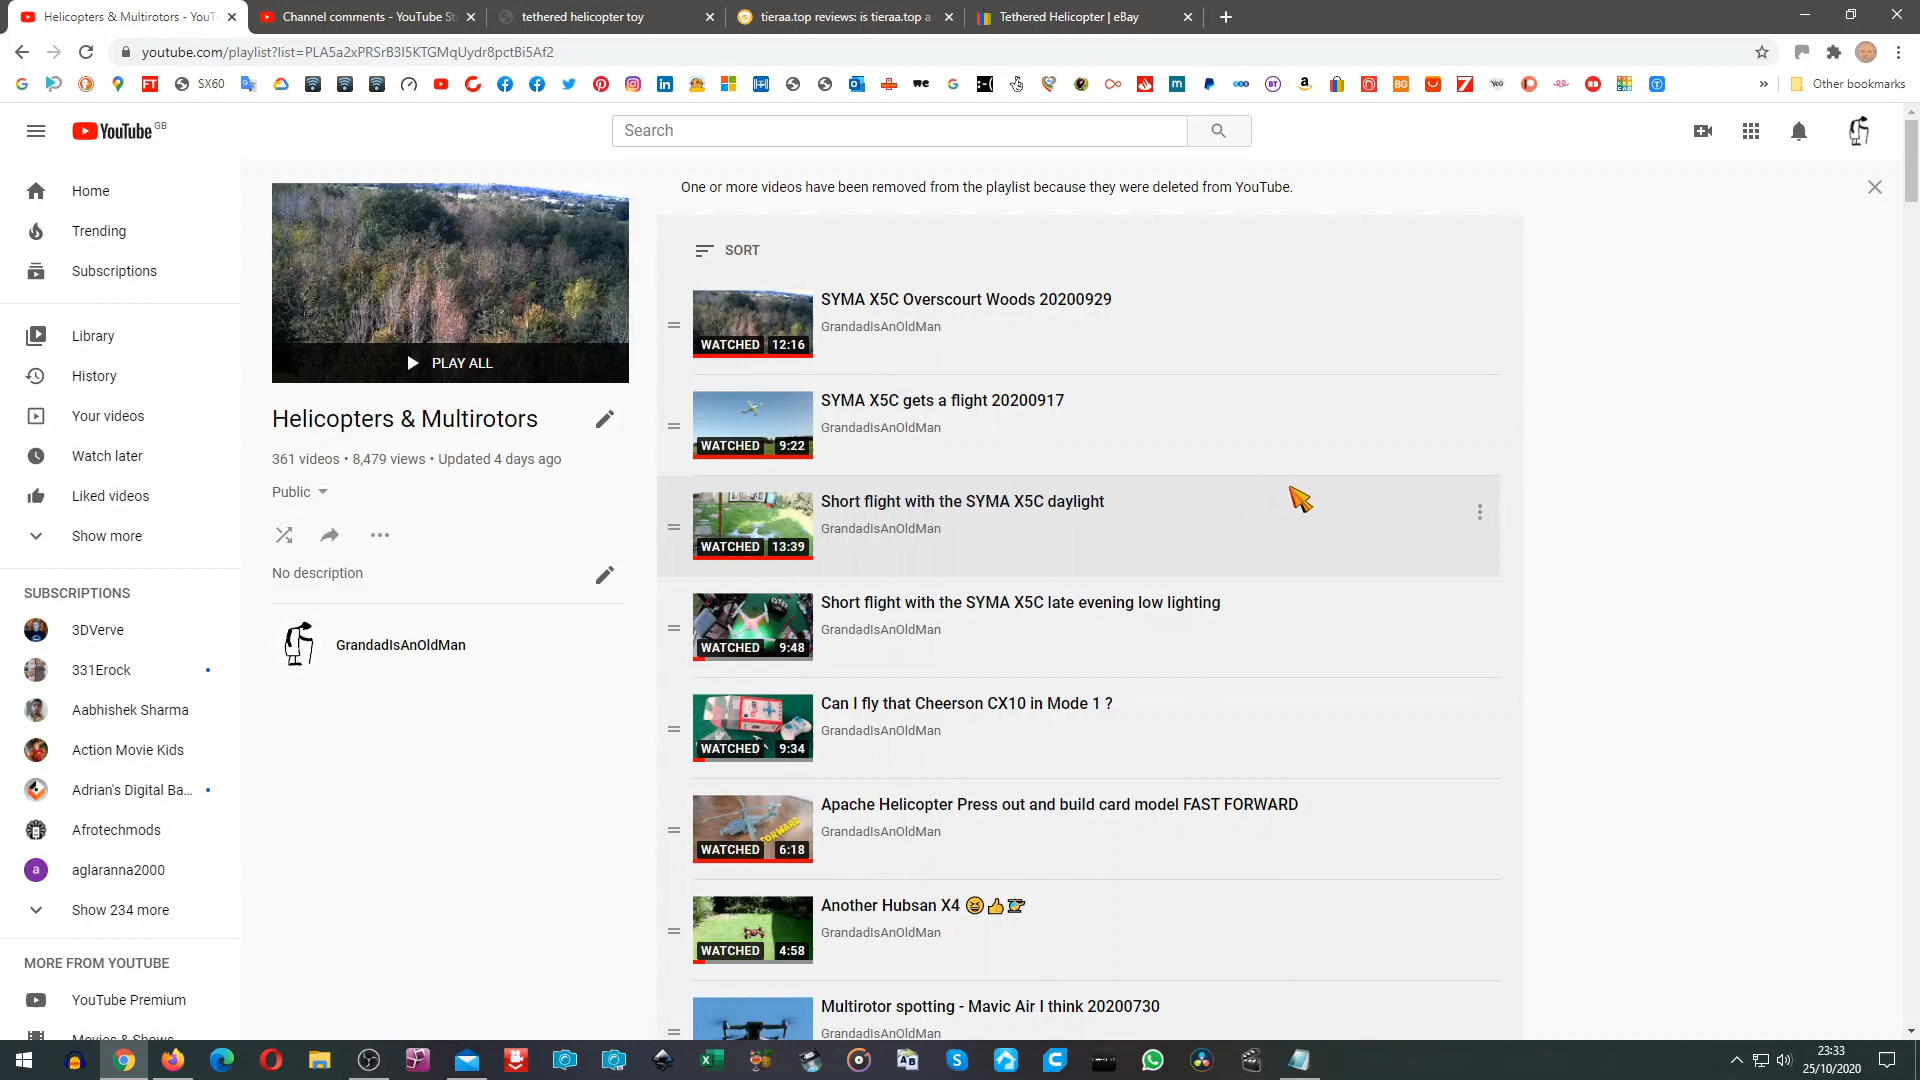 Helicopters & Multirotors - YouT
Channel comments - YouTube St
tethered helicopter toy
tieraa.top reviews: is tieraa.top a
Tethered Helicopter | eBay
youtube.com/playlist?list=PLA5a2xPRSrB3I5KTGMqUydr8pctBi5Af2
SX60
Other bookmarks
YouTube GB
Search
Home
Trending
Subscriptions
Library
History
Your videos
Watch later
Liked videos
Show more
SUBSCRIPTIONS
3DVerve
331Erock
Aabhishek Sharma
Action Movie Kids
Adrian's Digital Ba...
Afrotechmods
aglaranna2000
Show 234 more
MORE FROM YOUTUBE
YouTube Premium
Movies & Shows
PLAY ALL
Helicopters & Multirotors
361 videos • 8,479 views • Updated 4 days ago
Public
No description
GrandadIsAnOldMan
One or more videos have been removed from the playlist because they were deleted from YouTube.
SORT
SYMA X5C Overscourt Woods 20200929
GrandadIsAnOldMan
WATCHED 12:16
SYMA X5C gets a flight 20200917
GrandadIsAnOldMan
WATCHED 9:22
Short flight with the SYMA X5C daylight
GrandadIsAnOldMan
WATCHED 13:39
Short flight with the SYMA X5C late evening low lighting
GrandadIsAnOldMan
WATCHED 9:48
Can I fly that Cheerson CX10 in Mode 1 ?
GrandadIsAnOldMan
WATCHED 9:34
Apache Helicopter Press out and build card model FAST FORWARD
GrandadIsAnOldMan
WATCHED 6:18
Another Hubsan X4 😆👍🚁
GrandadIsAnOldMan
WATCHED 4:58
Multirotor spotting - Mavic Air I think 20200730
GrandadIsAnOldMan
23:33
25/10/2020